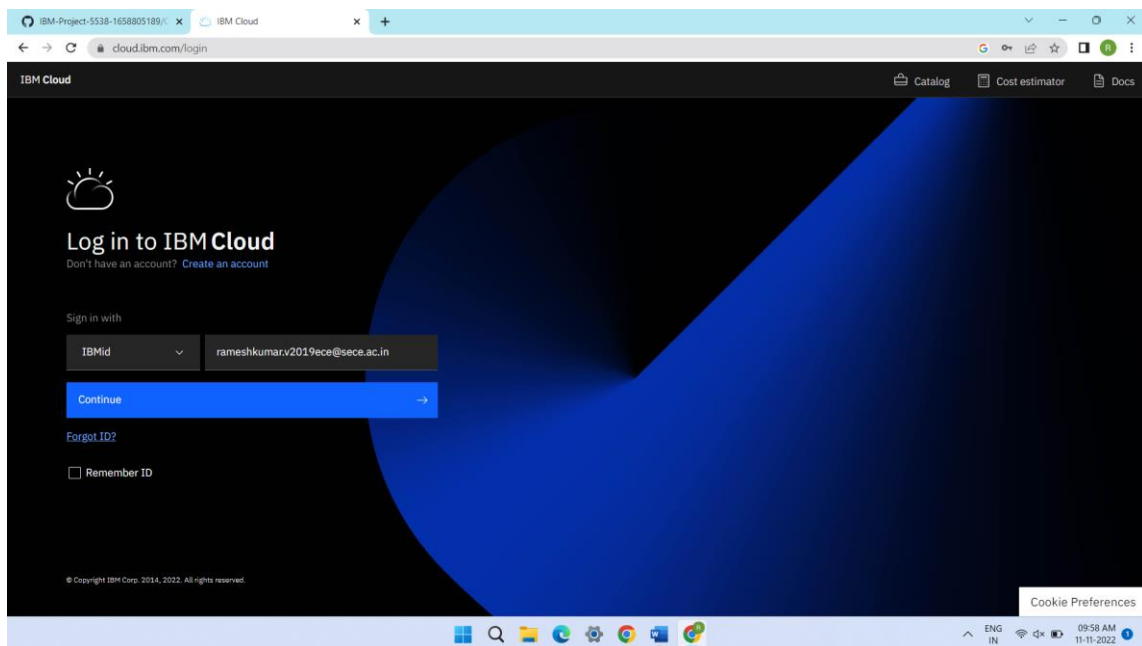 IBM-Project-5538-1658805189/
IBM Cloud
cloud.ibm.com/login
G
R
IBM Cloud
Catalog
Cost estimator
Docs
Log in to IBM Cloud
Don't have an account? Create an account
Sign in with
IBMid
rameshkumar.v2019ece@sece.ac.in
Continue
Forgot ID?
Remember ID
© Copyright IBM Corp. 2014, 2022. All rights reserved.
Cookie Preferences
ENG
IN
09:58 AM
11-11-2022
1